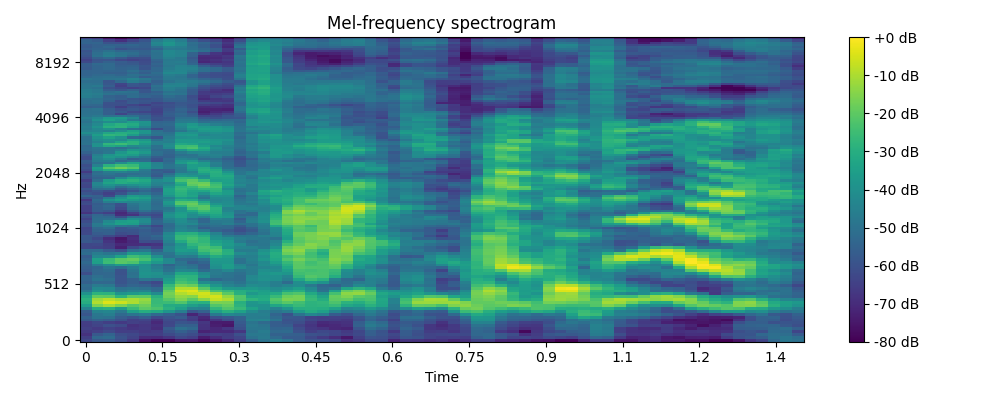 Mel-frequency spectrogram
Hz
8192
4096
2048
1024
512
0
0 0.15 0.3 0.45 0.6 0.75 0.9 1.1 1.2 1.4
Time
+0 dB
-10 dB
-20 dB
-30 dB
-40 dB
-50 dB
-60 dB
-70 dB
-80 dB